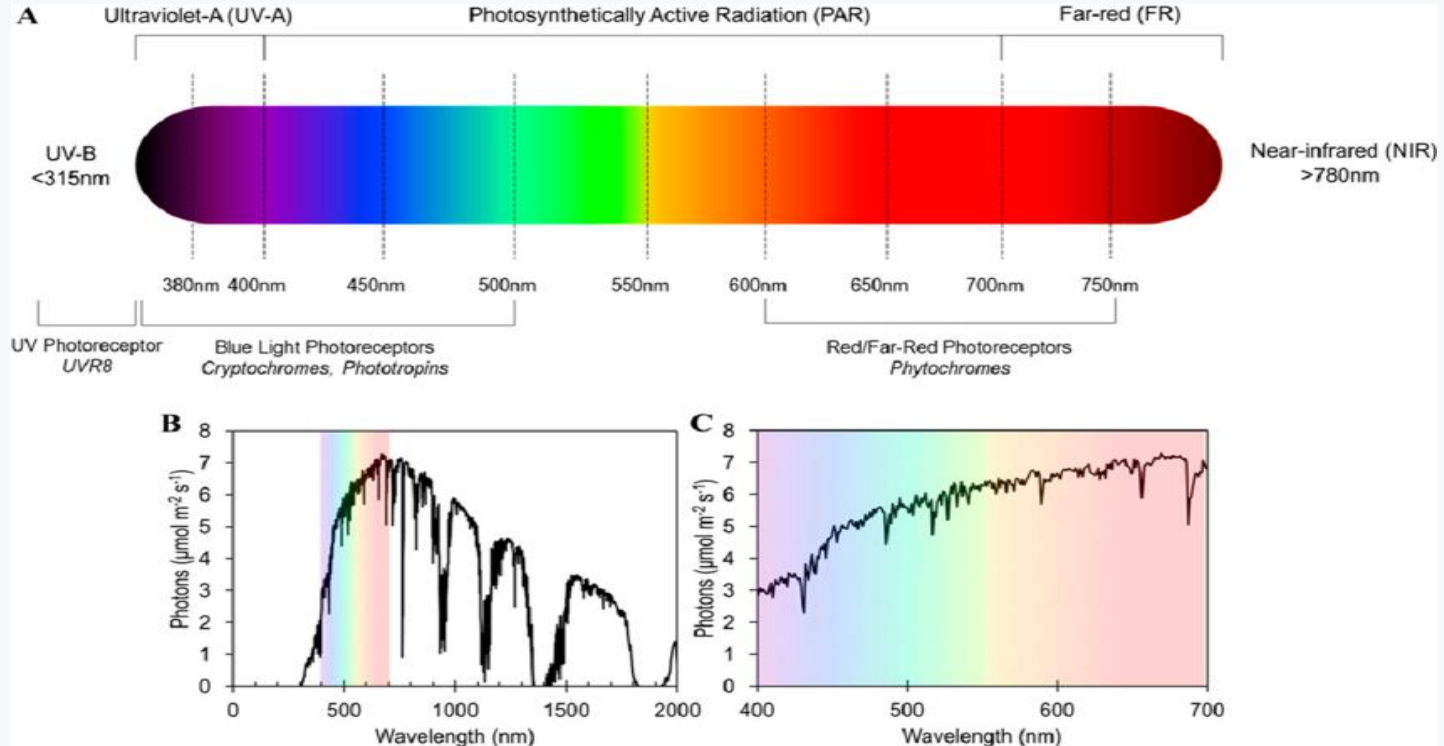 A
Ultraviolet-A (UV-A)
Photosynthetically Active Radiation (PAR)
Far-red (FR)
UV-B
<315nm
Near-infrared (NIR)
>780nm
380nm 400nm 450nm 500nm 550nm 600nm 650nm 700nm 750nm
UV Photoreceptor
UVR8
Blue Light Photoreceptors
Cryptochromes, Phototropins
Red/Far-Red Photoreceptors
Phytochromes
B
Photons (μmol m⁻² s⁻¹)
8
7
6
5
4
3
2
1
0
0 500 1000 1500 2000
Wavelength (nm)
C
Photons (μmol m⁻² s⁻¹)
8
7
6
5
4
3
2
1
0
400 500 600 700
Wavelength (nm)